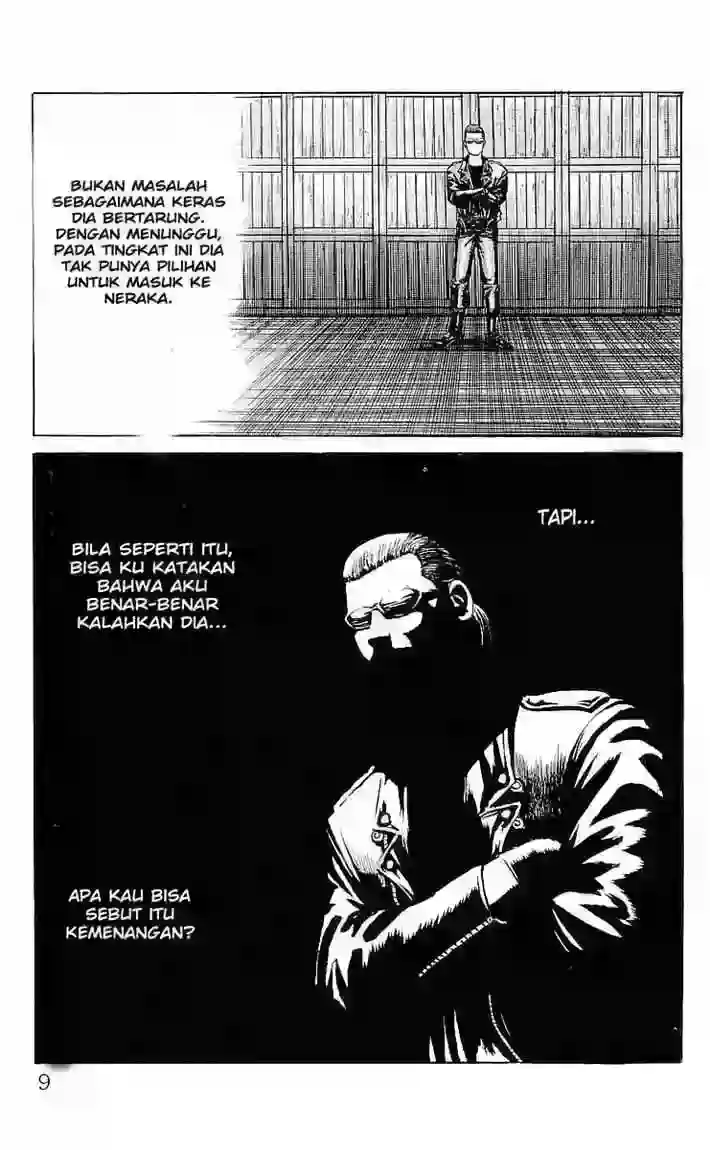 BUKAN MASALAH
SEBAGAIMANA KERAS
DIA BERTARUNG.
DENGAN MENUNGGU,
PADA TINGKAT INI DIA
TAK PUNYA PILIHAN
UNTUK MASUK KE
NERAKA.
TAPI...
BILA SEPERTI ITU,
BISA KU KATAKAN
BAHWA AKU
BENAR-BENAR
KALAHKAN DIA...
APA KAU BISA
SEBUT ITU
KEMENANGAN?
9